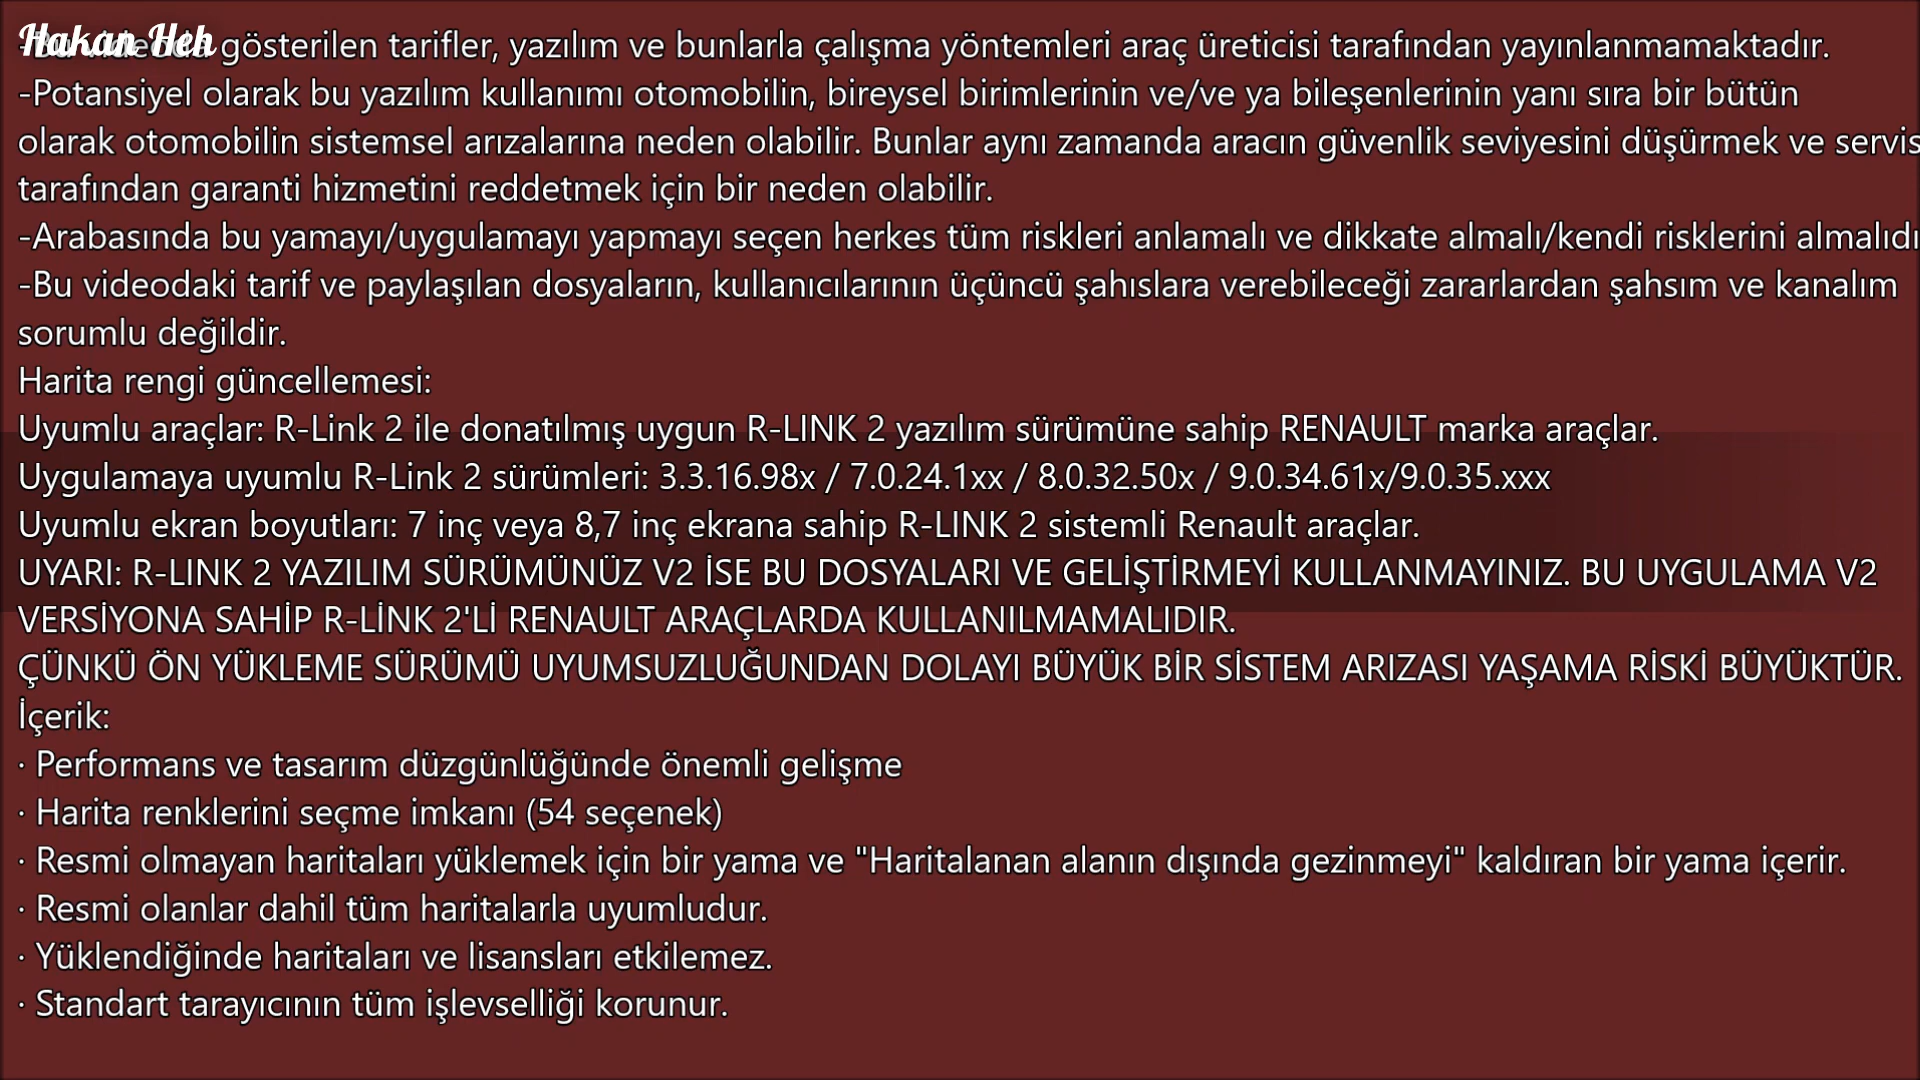 Hakan Heh
-Bu videoda gösterilen tarifler, yazılım ve bunlarla çalışma yöntemleri araç üreticisi tarafından yayınlanmamaktadır.
-Potansiyel olarak bu yazılım kullanımı otomobilin, bireysel birimlerinin ve/ve ya bileşenlerinin yanı sıra bir bütün
olarak otomobilin sistemsel arızalarına neden olabilir. Bunlar aynı zamanda aracın güvenlik seviyesini düşürmek ve servis
tarafından garanti hizmetini reddetmek için bir neden olabilir.
-Arabasında bu yamayı/uygulamayı yapmayı seçen herkes tüm riskleri anlamalı ve dikkate almalı/kendi risklerini almalıdı
-Bu videodaki tarif ve paylaşılan dosyaların, kullanıcılarının üçüncü şahıslara verebileceği zararlardan şahsım ve kanalım
sorumlu değildir.
Harita rengi güncellemesi:
Uyumlu araçlar: R-Link 2 ile donatılmış uygun R-LINK 2 yazılım sürümüne sahip RENAULT marka araçlar.
Uygulamaya uyumlu R-Link 2 sürümleri: 3.3.16.98x / 7.0.24.1xx / 8.0.32.50x / 9.0.34.61x/9.0.35.xxx
Uyumlu ekran boyutları: 7 inç veya 8,7 inç ekrana sahip R-LINK 2 sistemli Renault araçlar.
UYARI: R-LINK 2 YAZILIM SÜRÜMÜNÜZ V2 İSE BU DOSYALARI VE GELİŞTİRMEYİ KULLANMAYINIZ. BU UYGULAMA V2
VERSİYONA SAHİP R-LİNK 2'Lİ RENAULT ARAÇLARDA KULLANILMAMALIDIR.
ÇÜNKÜ ÖN YÜKLEME SÜRÜMÜ UYUMSUZLUĞUNDAN DOLAYI BÜYÜK BİR SİSTEM ARIZASI YAŞAMA RİSKİ BÜYÜKTÜR.
İçerik:
· Performans ve tasarım düzgünlüğünde önemli gelişme
· Harita renklerini seçme imkanı (54 seçenek)
· Resmi olmayan haritaları yüklemek için bir yama ve "Haritalanan alanın dışında gezinmeyi" kaldıran bir yama içerir.
· Resmi olanlar dahil tüm haritalarla uyumludur.
· Yüklendiğinde haritaları ve lisansları etkilemez.
· Standart tarayıcının tüm işlevselliği korunur.